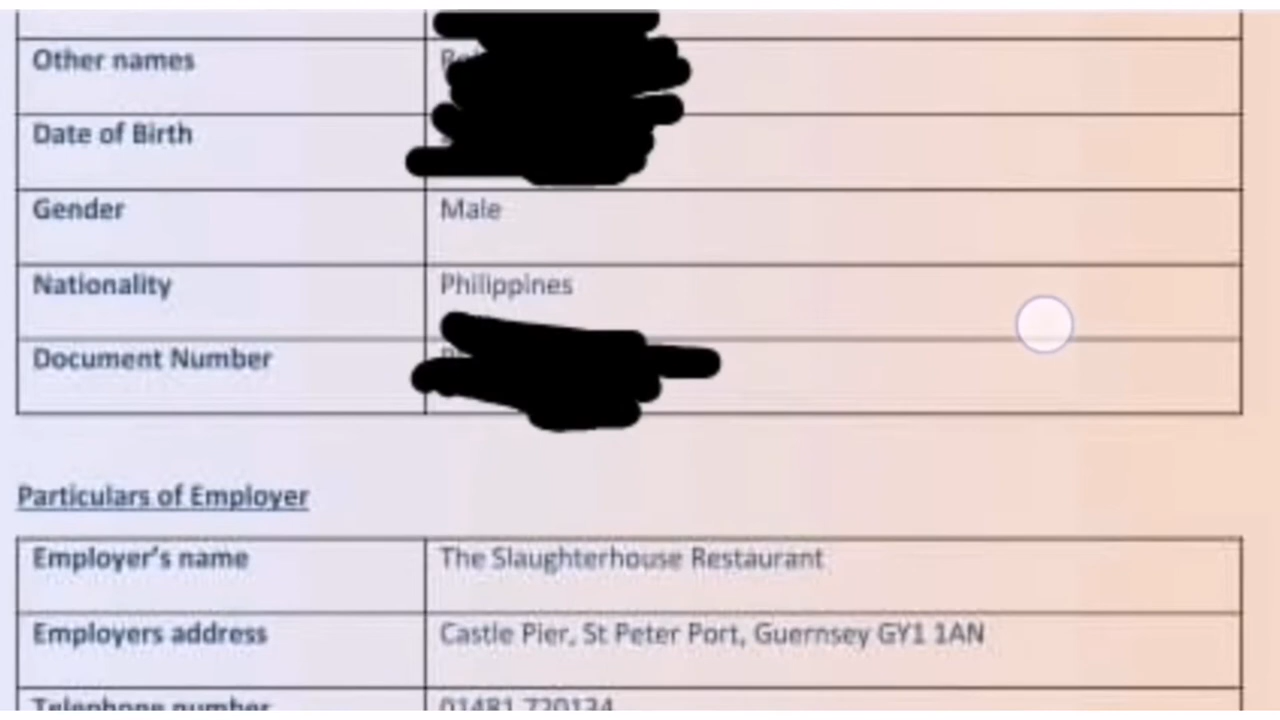 Other names
Date of Birth
Gender Male
Nationality Philippines
Document Number
Particulars of Employer
Employer's name The Slaughterhouse Restaurant
Employers address Castle Pier, St Peter Port, Guernsey GY1 1AN
Telephone number 01481 720134